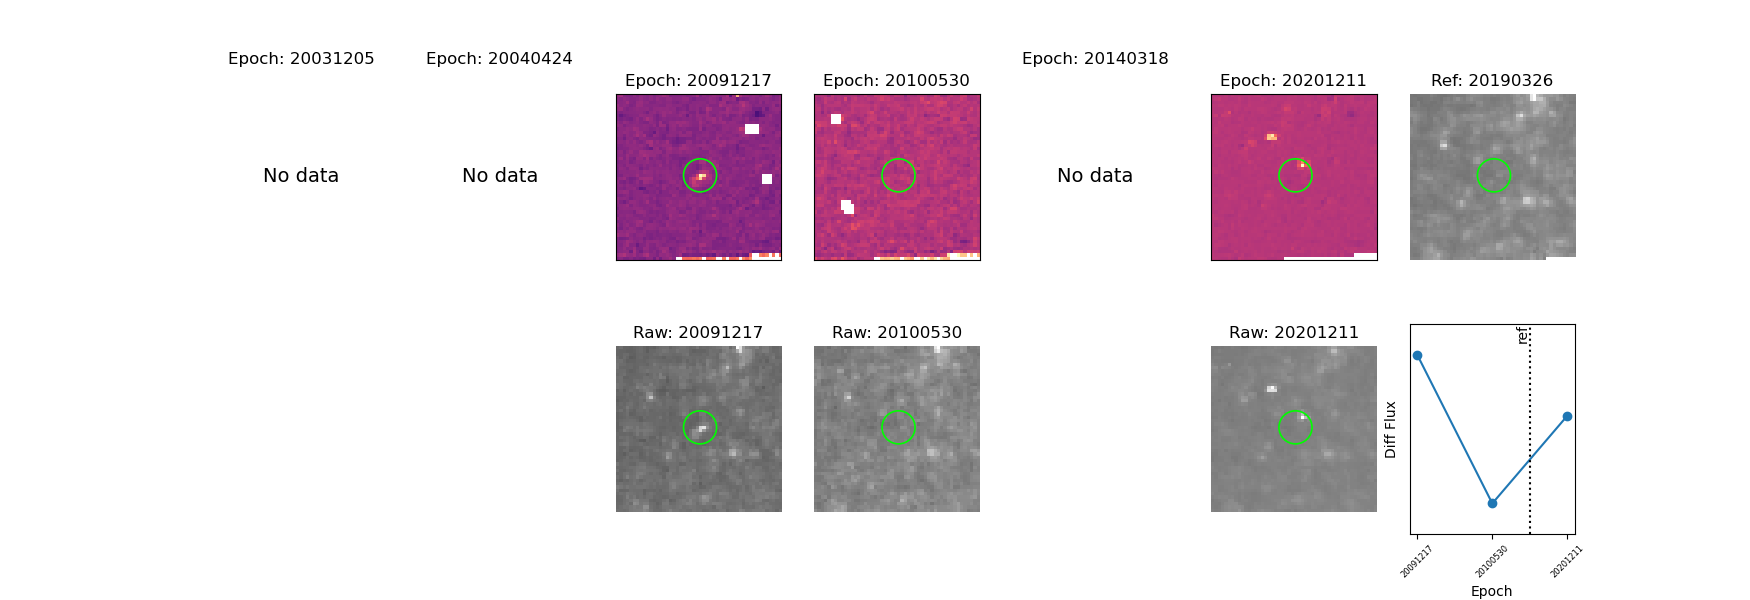 Epoch: 20031205
Epoch: 20040424
Epoch: 20091217
Epoch: 20100530
Epoch: 20140318
Epoch: 20201211
Ref: 20190326
No data
No data
No data
Raw: 20091217
Raw: 20100530
Raw: 20201211
ref
Diff Flux
20091217
20100530
20201211
Epoch